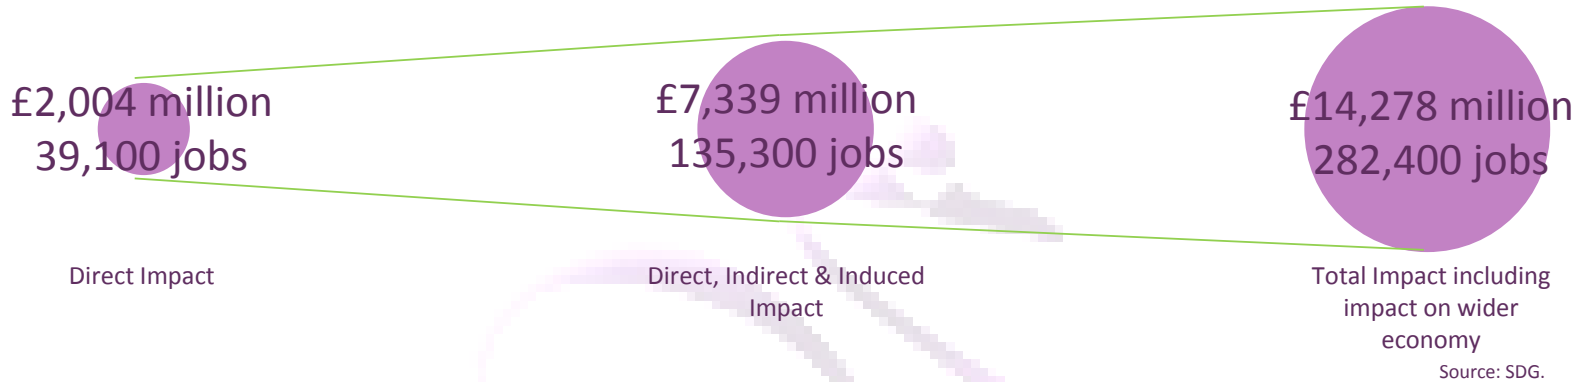 £2,004 million
39,100 jobs
£7,339 million
135,300 jobs
£14,278 million
282,400 jobs
Direct Impact
Direct, Indirect & Induced
Impact
Total Impact including
impact on wider
economy
Source: SDG.